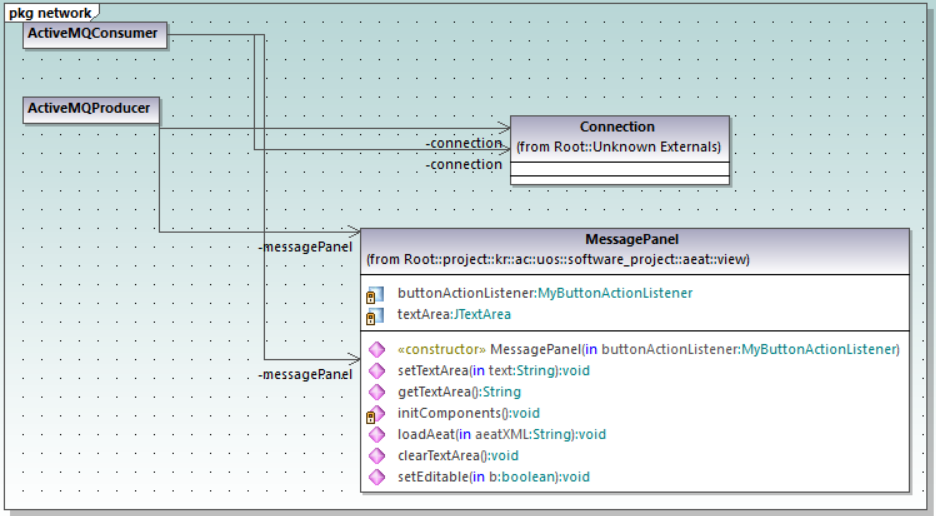 pkg network
ActiveMQConsumer
ActiveMQProducer
Connection
(from Root::Unknown Externals)
-connection
-connection
-messagePanel
MessagePanel
(from Root::project::kr::ac::uos::software_project::aeat::view)
buttonActionListener:MyButtonActionListener
textArea:JTextArea
«constructor» MessagePanel(in buttonActionListener:MyButtonActionListener)
-messagePanel
setTextArea(in text:String):void
getTextArea():String
initComponents():void
loadAeat(in aeatXML:String):void
clearTextArea():void
setEditable(in b:boolean):void